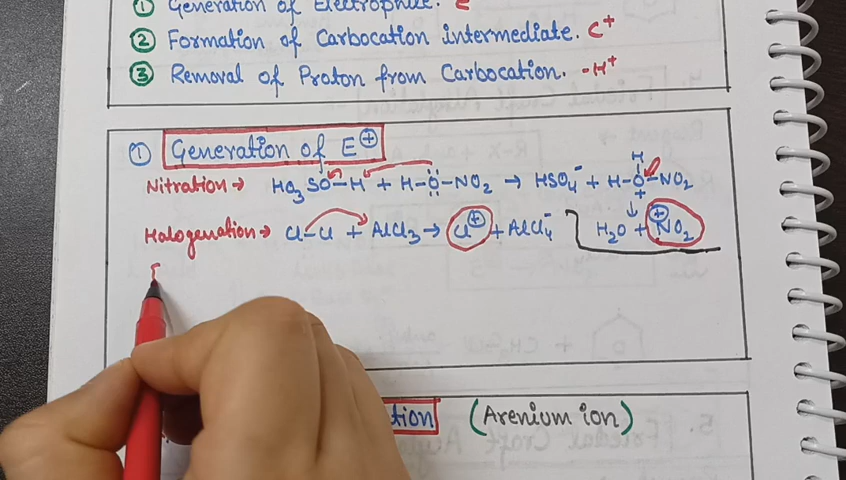 ① Generation of Electrophile. E
② Formation of Carbocation intermediate. C⁺
③ Removal of Proton from Carbocation. -H⁺
① Generation of E⊕
H
Nitration → HO₃SO-H + H-Ö-NO₂ → HSO₄⁻ + H-O-NO₂
+
↓
Halogenation → Cl-Cl + AlCl₃ → Cl⊕ + AlCl₄⁻ H₂O + ⊕NO₂
tion (Arenium ion)